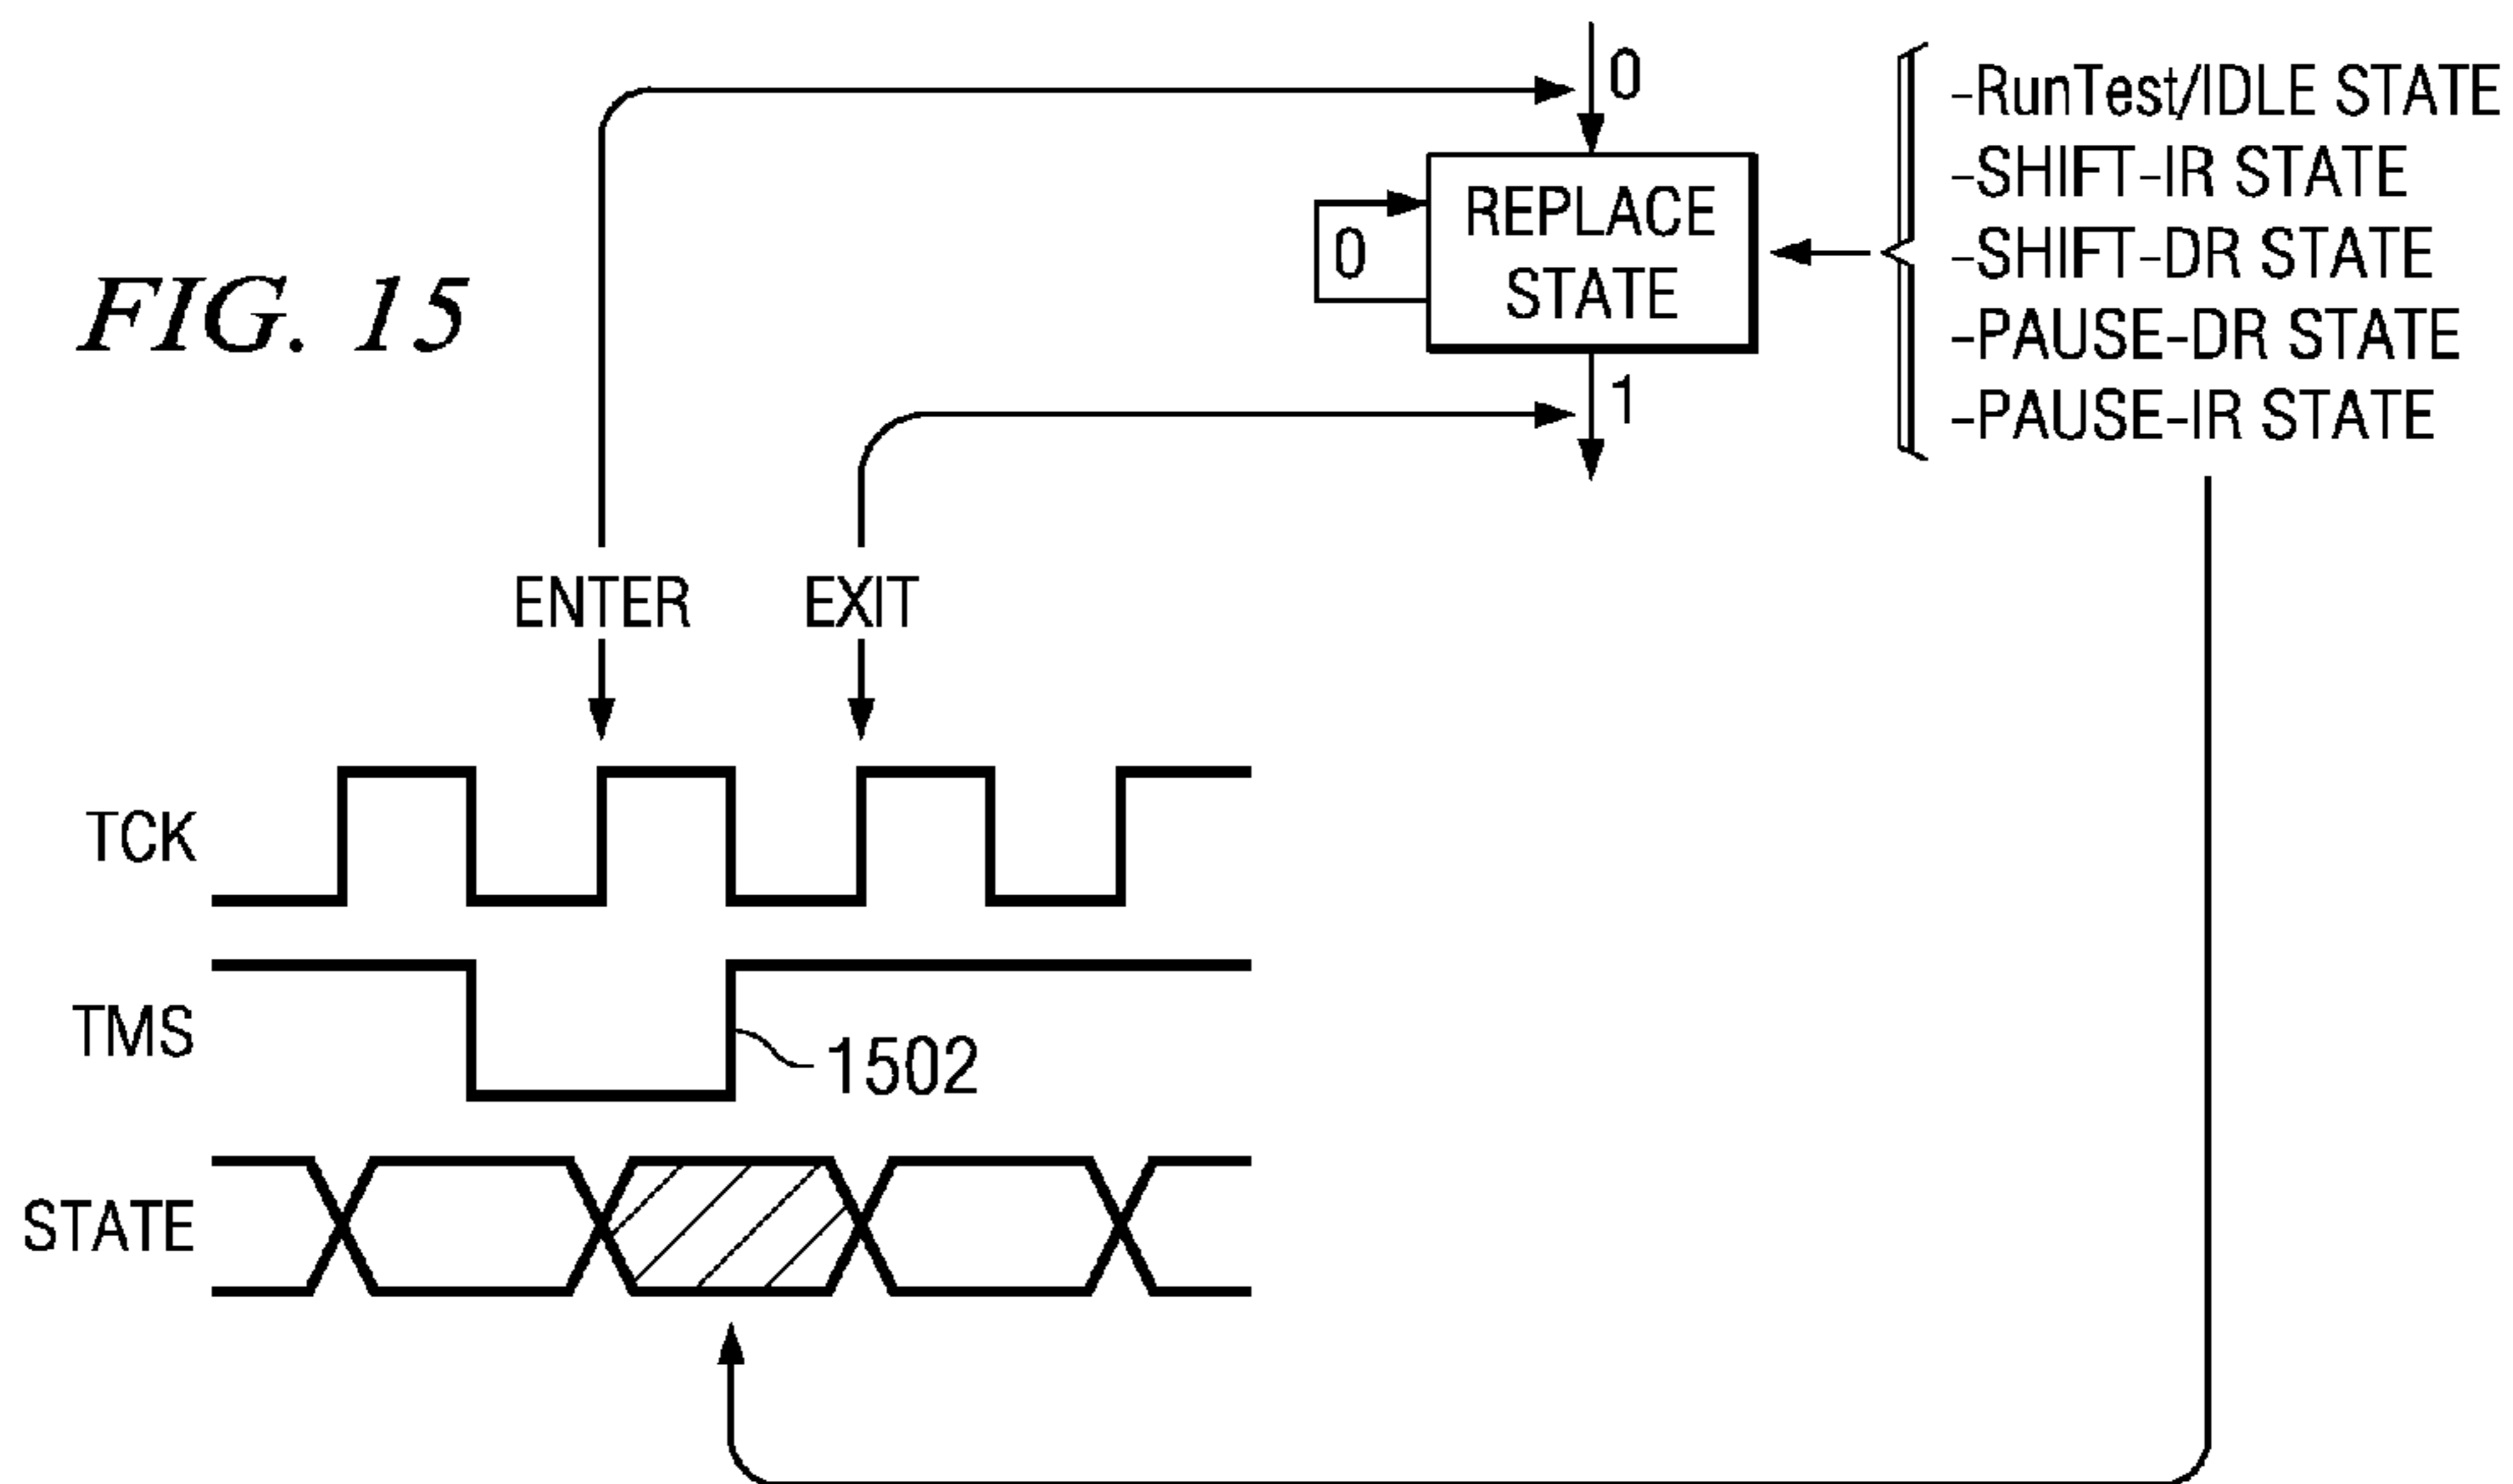 FIG. 15
0
REPLACE
STATE
0
1
-RunTest/IDLE STATE
-SHIFT-IR STATE
-SHIFT-DR STATE
-PAUSE-DR STATE
-PAUSE-IR STATE
ENTER
EXIT
TCK
TMS
1502
STATE